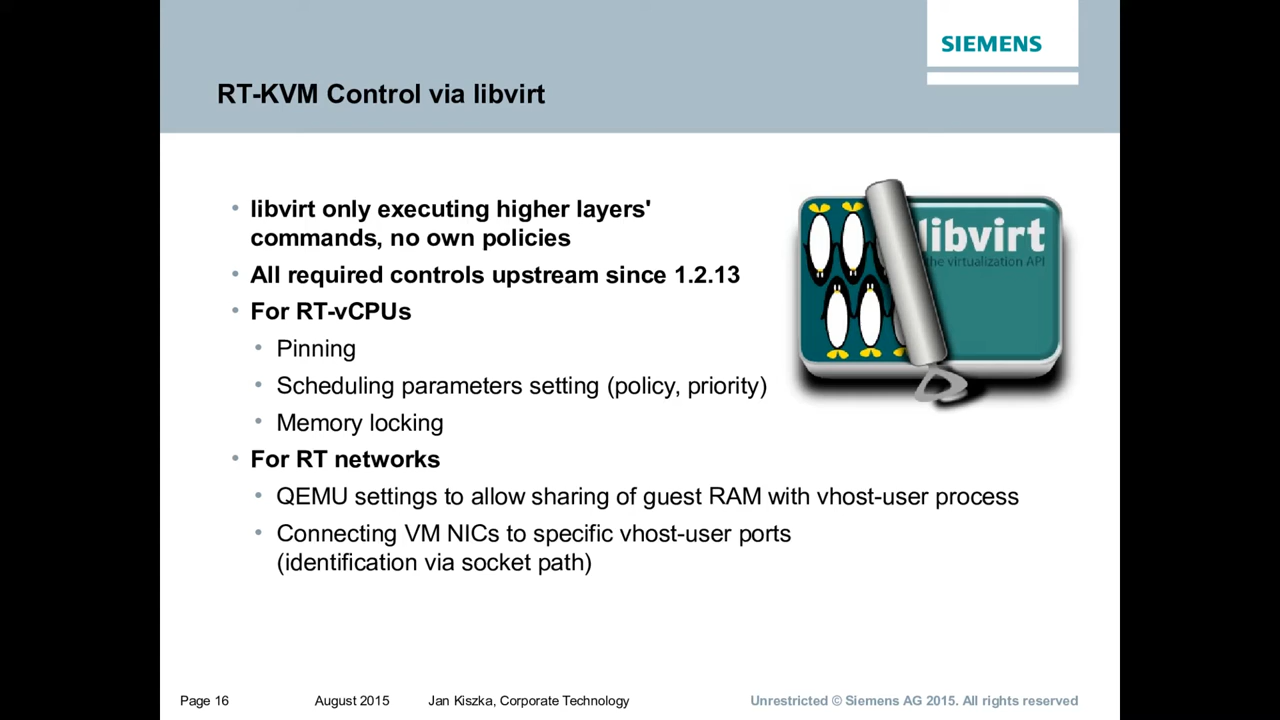 SIEMENS
RT-KVM Control via libvirt
• libvirt only executing higher layers'
commands, no own policies
• All required controls upstream since 1.2.13
• For RT-vCPUs
• Pinning
• Scheduling parameters setting (policy, priority)
• Memory locking
• For RT networks
• QEMU settings to allow sharing of guest RAM with vhost-user process
• Connecting VM NICs to specific vhost-user ports
(identification via socket path)
libvirt
the virtualization API
Page 16 August 2015 Jan Kiszka, Corporate Technology Unrestricted © Siemens AG 2015. All rights reserved